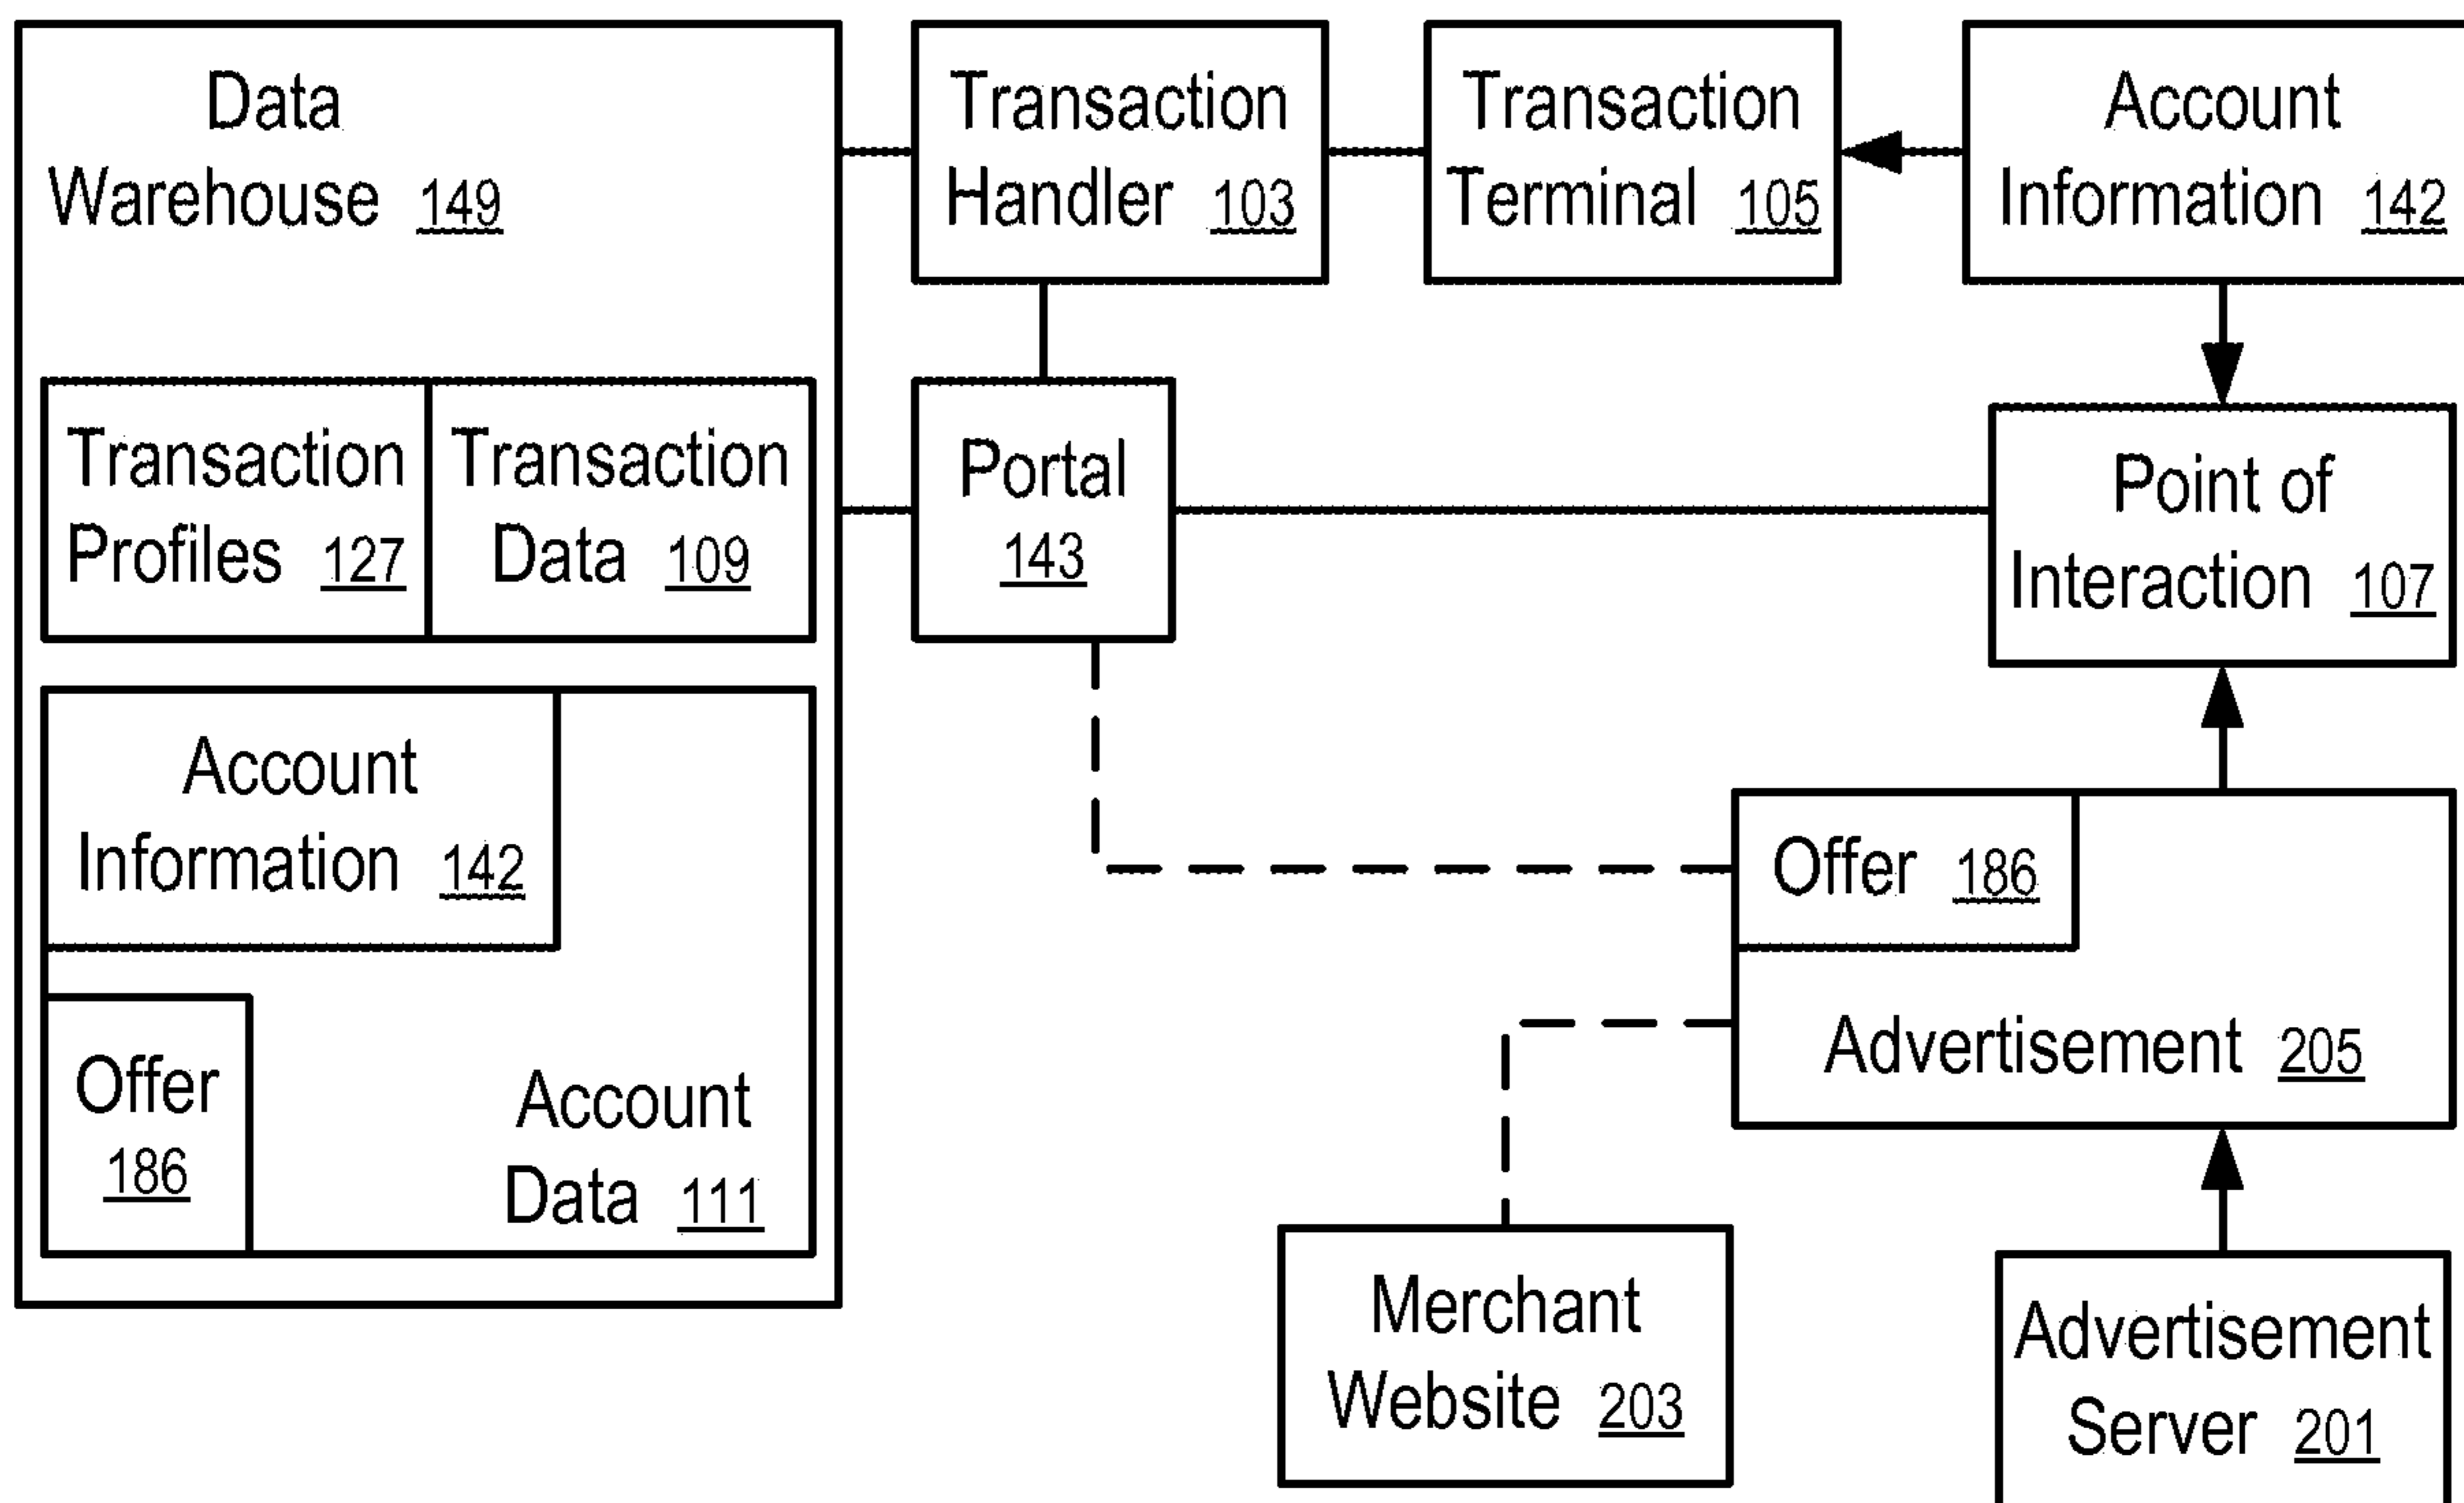 Data
Warehouse 149
Transaction
Handler 103
Transaction
Terminal 105
Account
Information 142
Transaction
Profiles 127
Transaction
Data 109
Portal
143
Point of
Interaction 107
Account
Information 142
Offer 186
Advertisement 205
Offer
186
Account
Data 111
Merchant
Website 203
Advertisement
Server 201